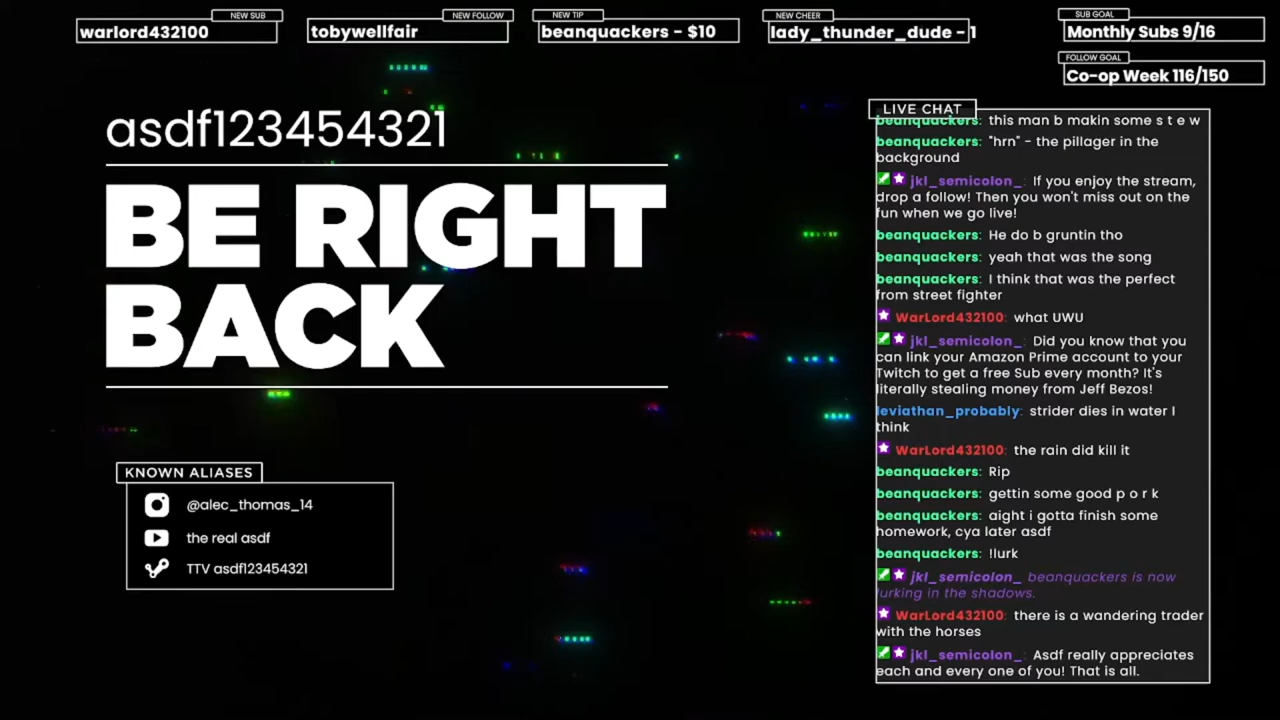 NEW SUB
warlord432100
NEW FOLLOW
tobywellfair
NEW TIP
beanquackers - $10
NEW CHEER
lady_thunder_dude - 1
SUB GOAL
Monthly Subs 9/16
FOLLOW GOAL
Co-op Week 116/150
asdf123454321
BE RIGHT
BACK
KNOWN ALIASES
@alec_thomas_14
the real asdf
TTV asdf123454321
LIVE CHAT
beanquackers: this man b makin some s t e w
beanquackers: "hrn" - the pillager in the
background
jkl_semicolon_: If you enjoy the stream,
drop a follow! Then you won't miss out on the
fun when we go live!
beanquackers: He do b gruntin tho
beanquackers: yeah that was the song
beanquackers: I think that was the perfect
from street fighter
WarLord432100: what UWU
jkl_semicolon_: Did you know that you
can link your Amazon Prime account to your
Twitch to get a free Sub every month? It's
literally stealing money from Jeff Bezos!
leviathan_probably: strider dies in water I
think
WarLord432100: the rain did kill it
beanquackers: Rip
beanquackers: gettin some good p o r k
beanquackers: aight i gotta finish some
homework, cya later asdf
beanquackers: !lurk
jkl_semicolon_ beanquackers is now
lurking in the shadows.
WarLord432100: there is a wandering trader
with the horses
jkl_semicolon_: Asdf really appreciates
each and every one of you! That is all.